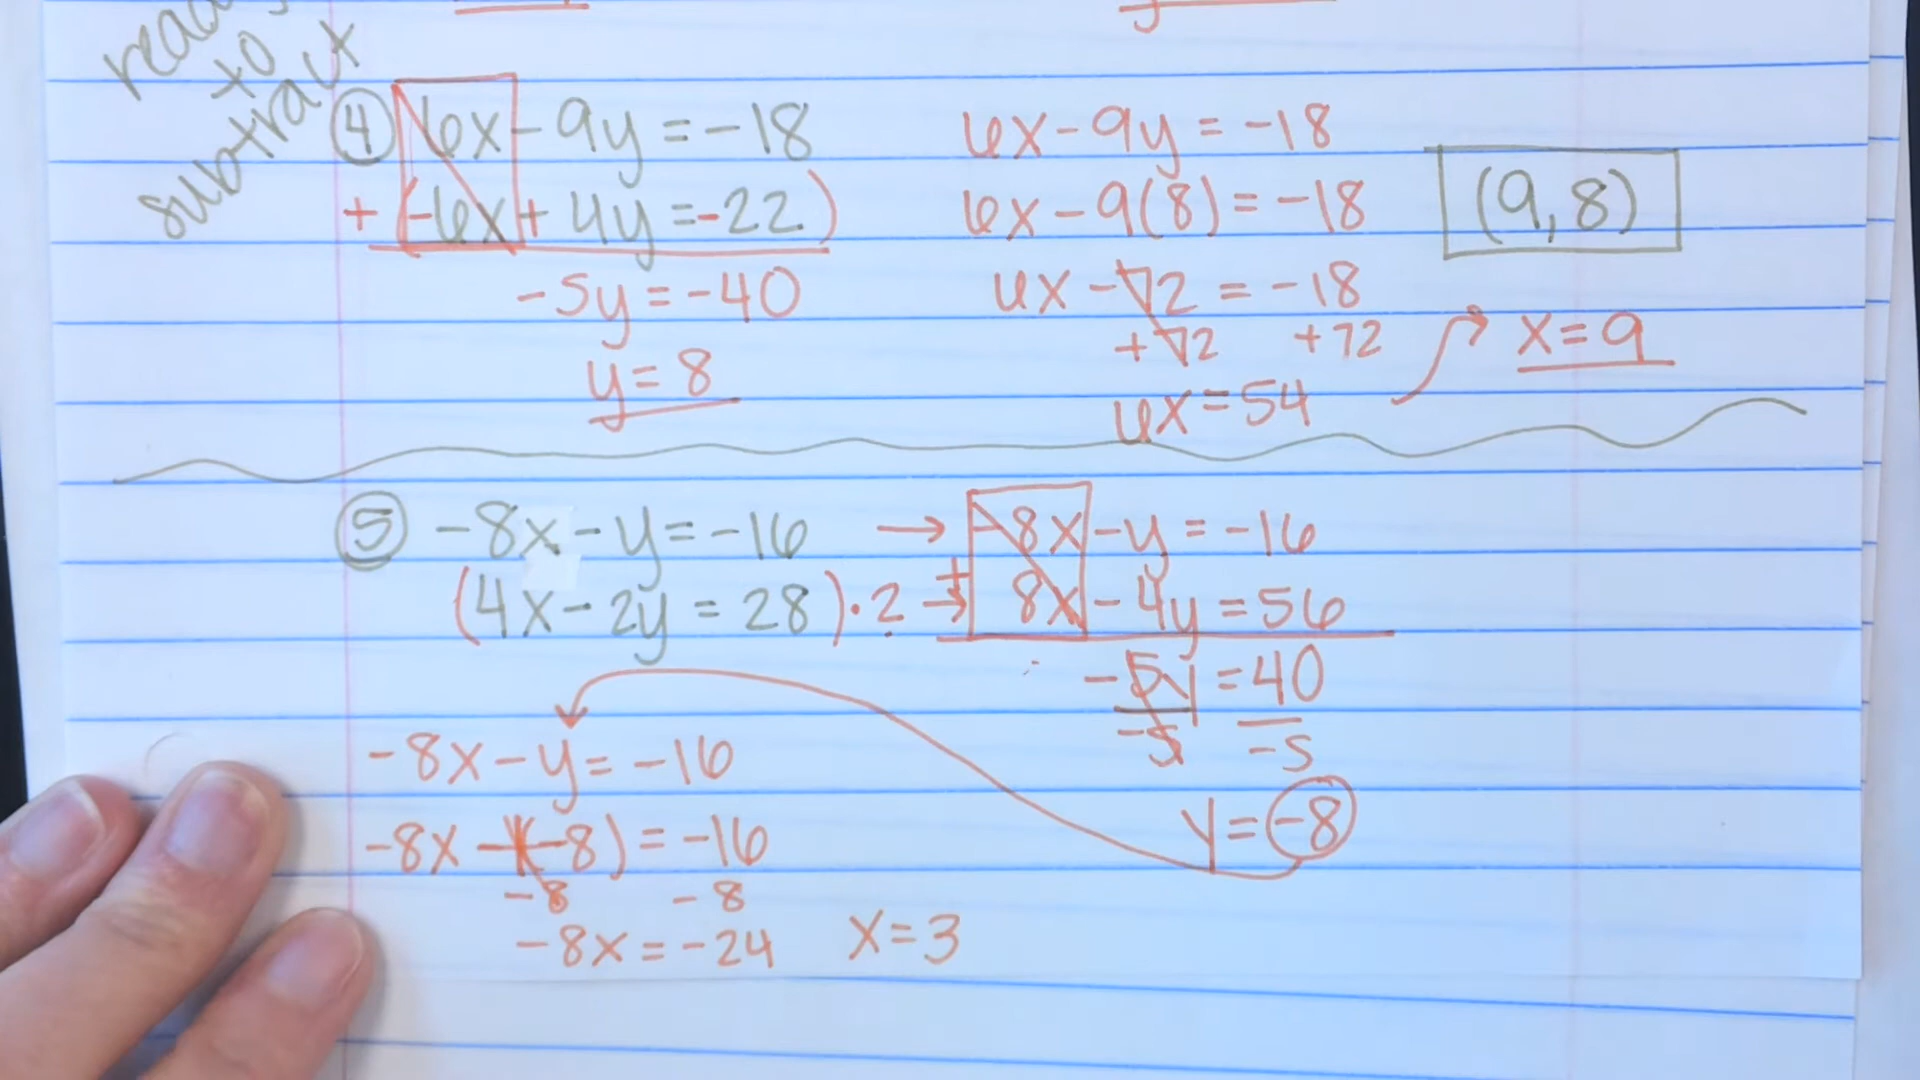 ready to subtract
④ 6x - 9y = -18
+ (-6x + 4y = -22)
-5y = -40
y = 8
6x - 9y = -18
6x - 9(8) = -18
6x - 72 = -18
+72 +72
6x = 54
x = 9
(9, 8)
⑤ -8x - y = -16
(4x - 2y = 28) · 2
→ -8x - y = -16
+ → 8x - 4y = 56
-5y = 40
-5 -5
y = -8
-8x - y = -16
-8x - (-8) = -16
-8 -8
-8x = -24
x = 3